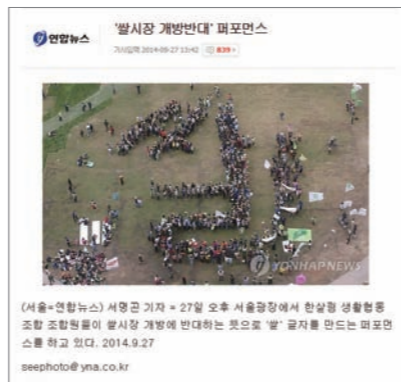 연합뉴스
'쌀시장 개방반대' 퍼포먼스
기사입력 2014-09-27 15:42 839
쌀
YONHAPNEWS
(서울=연합뉴스) 서명곤 기자 = 27일 오후 서울광장에서 한살림 생활협동
조합 조합원들이 쌀시장 개방에 반대하는 뜻으로 '쌀' 글자를 만드는 퍼포먼
스를 하고 있다. 2014.9.27
seephoto@yna.co.kr